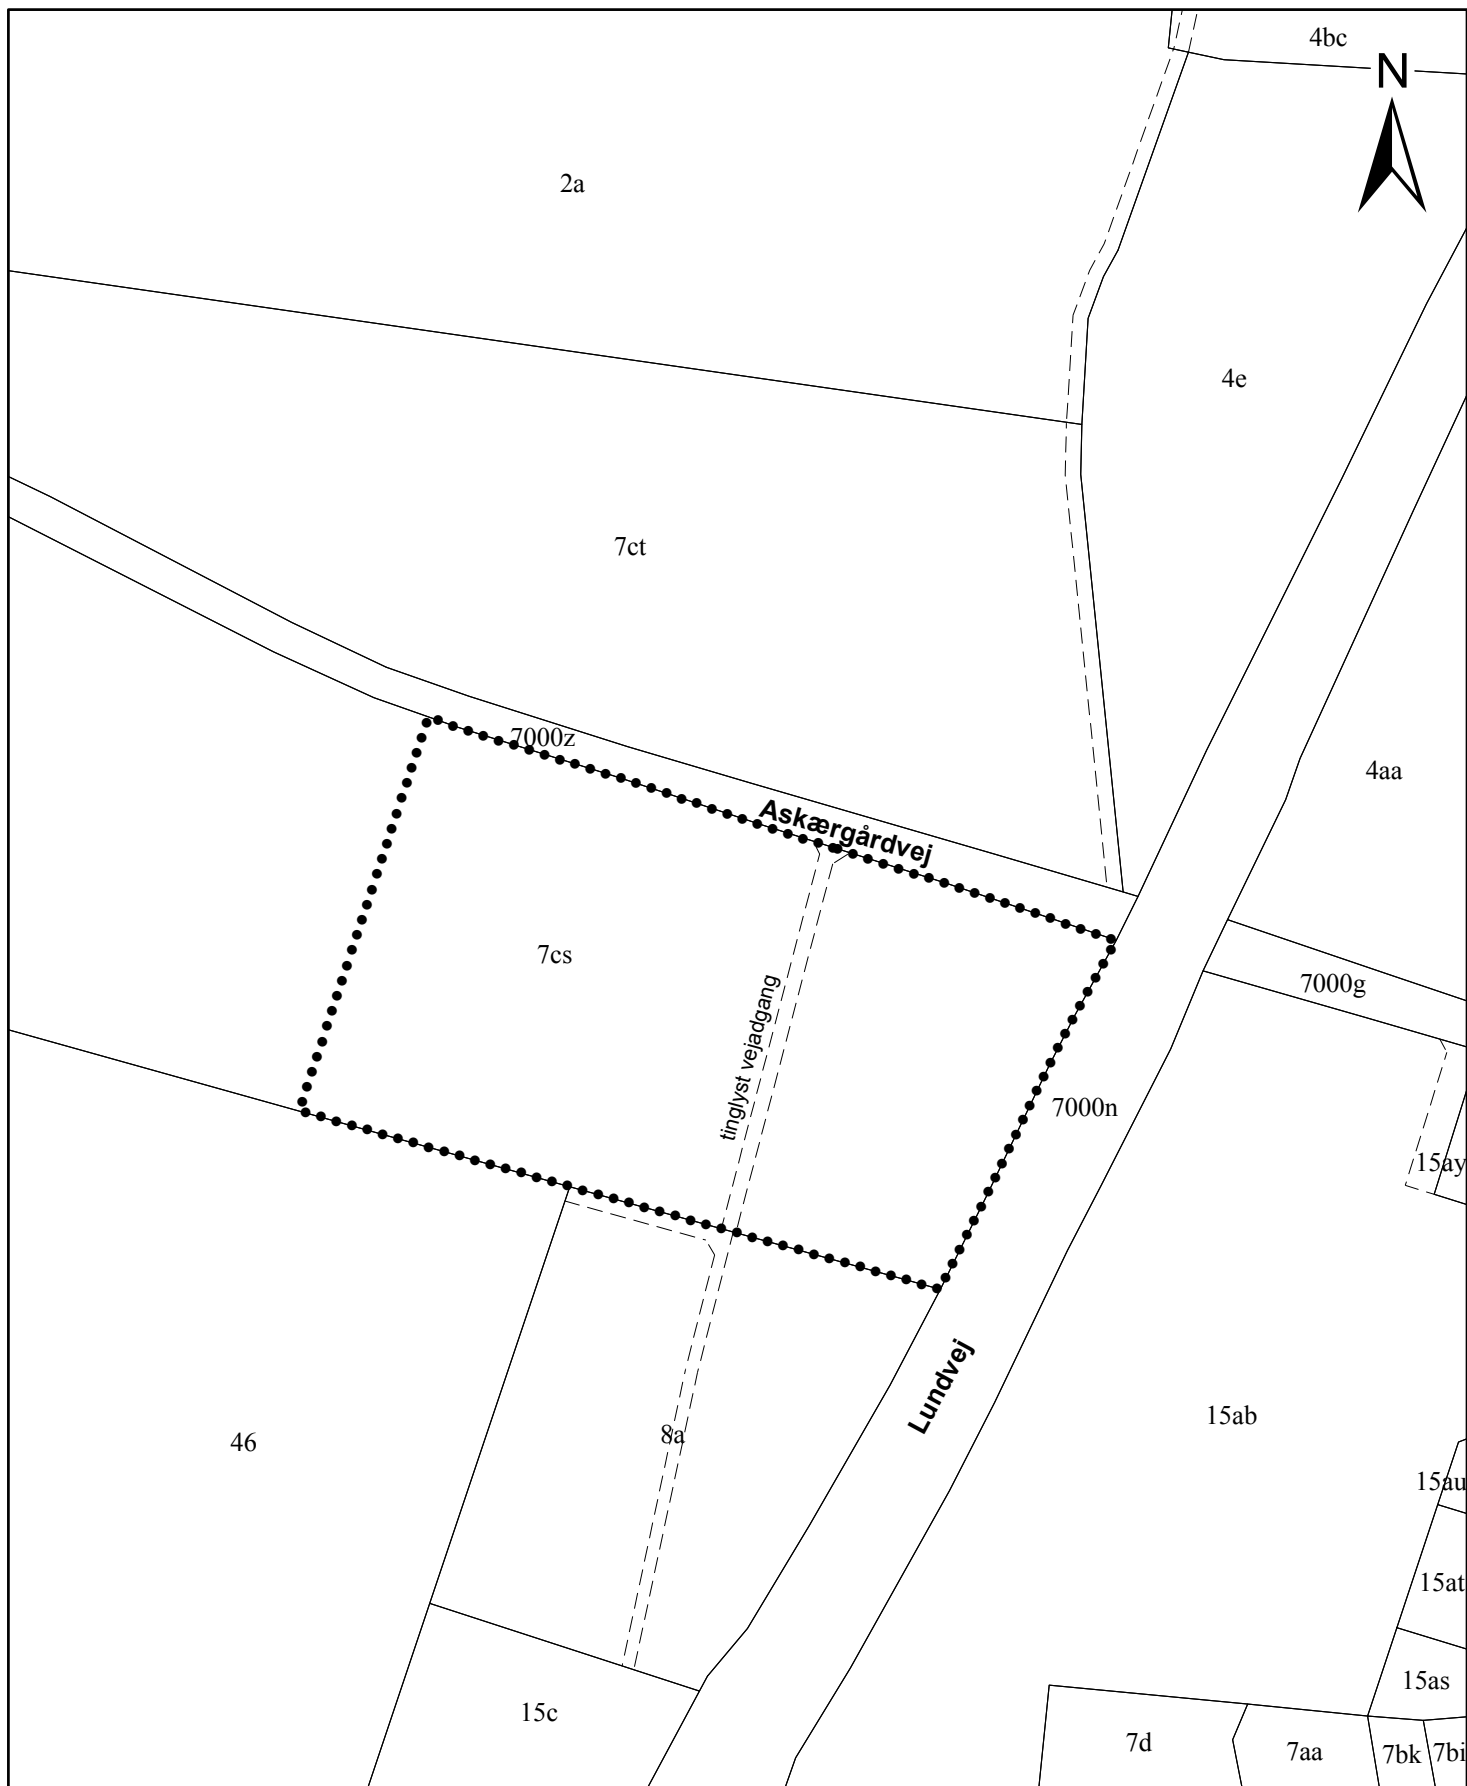 4bc
N
2a
4e
7ct
7000z
4aa
Askærgårdvej
7cs
7000g
tinglyst vejadgang
7000n
15ay
Lundvej
15ab
46
8a
15au
15at
15as
15c
7d
7aa
7bk
7bi